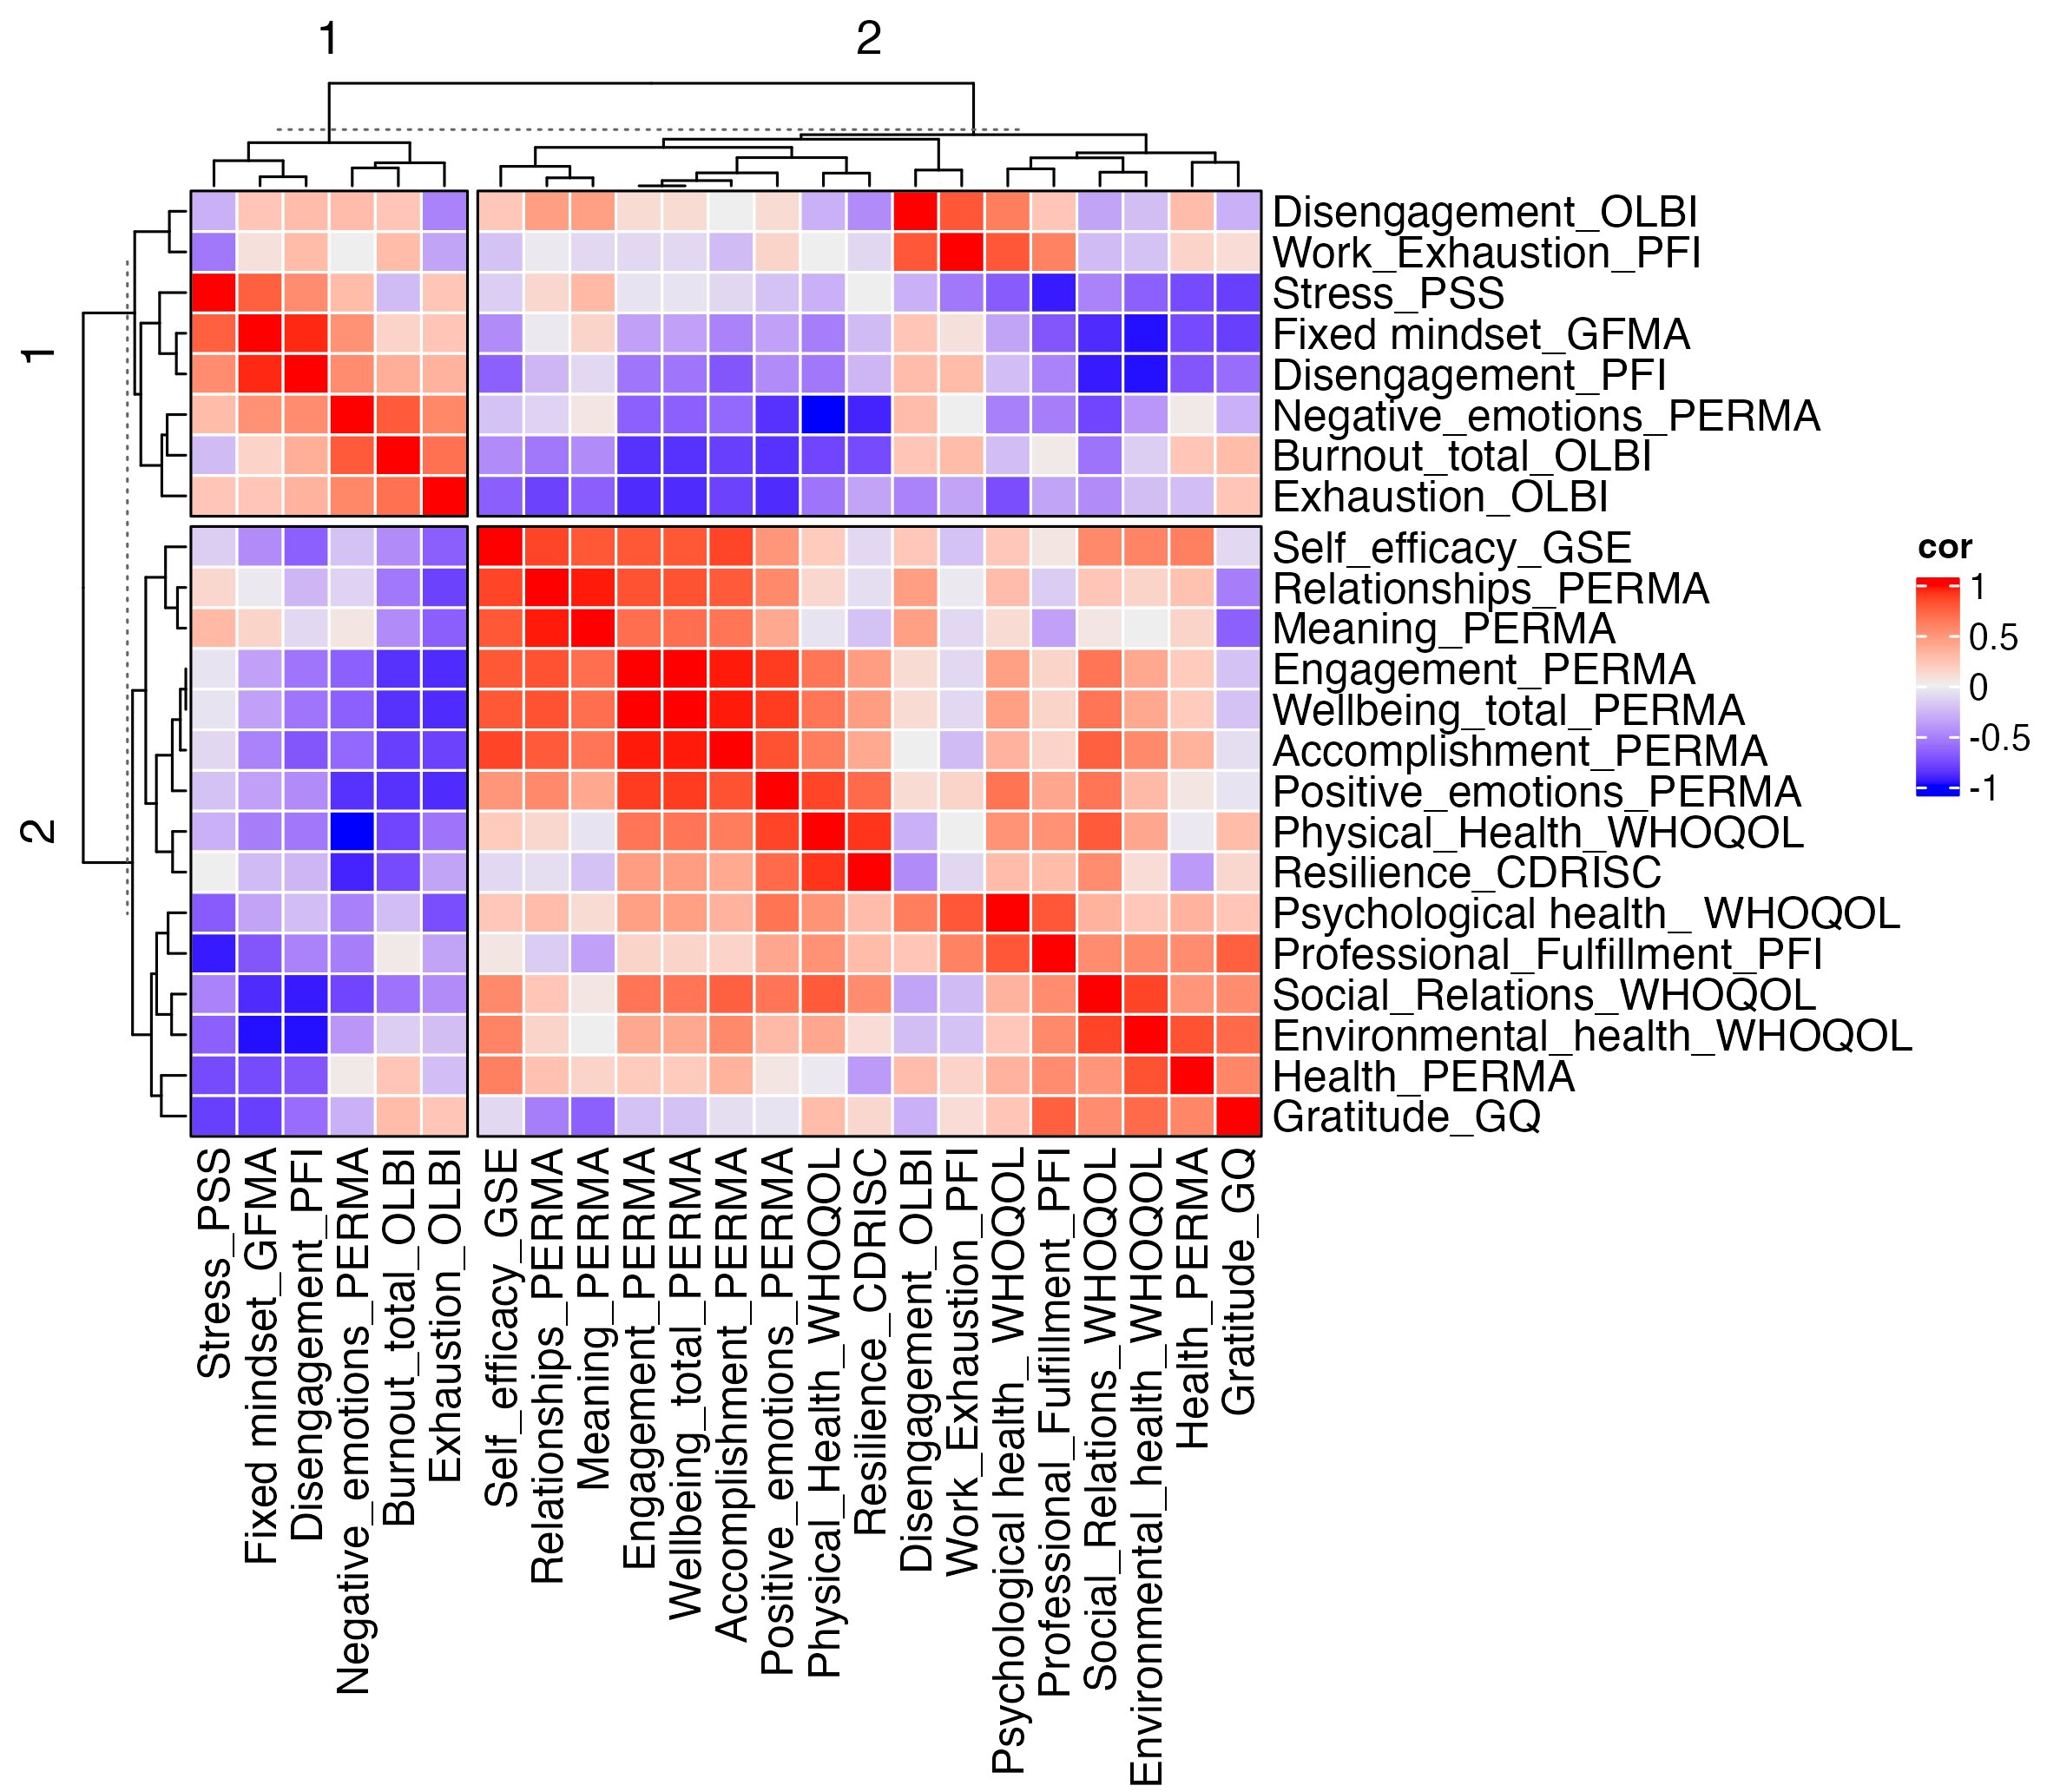 1
2
1
2
Disengagement_OLBI
Work_Exhaustion_PFI
Stress_PSS
Fixed mindset_GFMA
Disengagement_PFI
Negative_emotions_PERMA
Burnout_total_OLBI
Exhaustion_OLBI
Self_efficacy_GSE
Relationships_PERMA
Meaning_PERMA
Engagement_PERMA
Wellbeing_total_PERMA
Accomplishment_PERMA
Positive_emotions_PERMA
Physical_Health_WHOQOL
Resilience_CDRISC
Psychological health_ WHOQOL
Professional_Fulfillment_PFI
Social_Relations_WHOQOL
Environmental_health_WHOQOL
Health_PERMA
Gratitude_GQ
cor
1
0.5
0
-0.5
-1
Stress_PSS
Fixed mindset_GFMA
Disengagement_PFI
Negative_emotions_PERMA
Burnout_total_OLBI
Exhaustion_OLBI
Self_efficacy_GSE
Relationships_PERMA
Meaning_PERMA
Engagement_PERMA
Wellbeing_total_PERMA
Accomplishment_PERMA
Positive_emotions_PERMA
Physical_Health_WHOQOL
Resilience_CDRISC
Disengagement_OLBI
Work_Exhaustion_PFI
Psychological health_ WHOQOL
Professional_Fulfillment_PFI
Social_Relations_WHOQOL
Environmental_health_WHOQOL
Health_PERMA
Gratitude_GQ